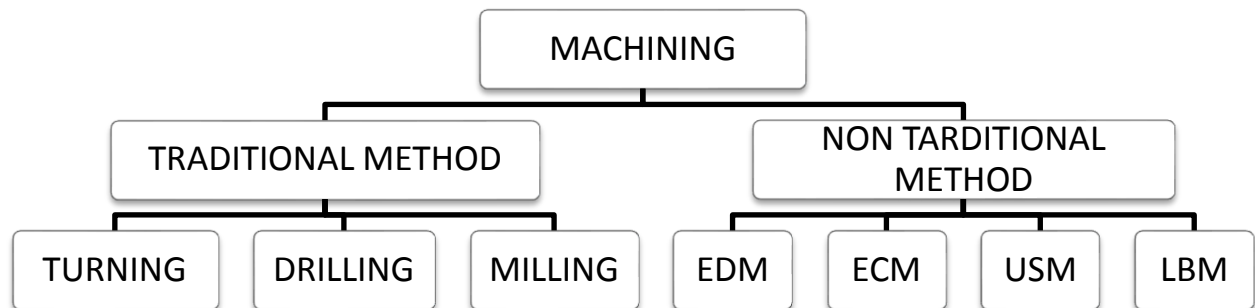 MACHINING
TRADITIONAL METHOD
NON TARDITIONAL
METHOD
TURNING
DRILLING
MILLING
EDM
ECM
USM
LBM